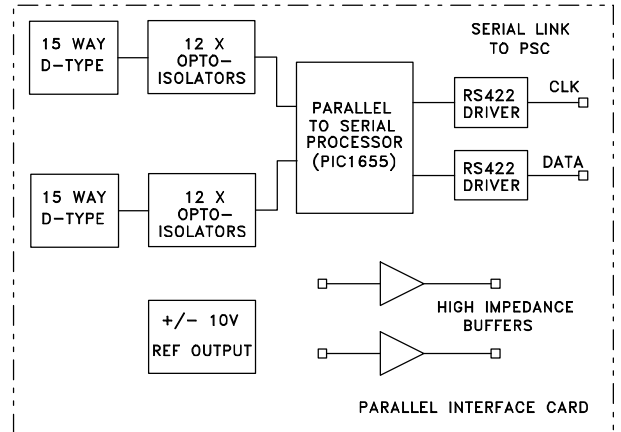 15 WAY
D-TYPE
12 X
OPTO-
ISOLATORS
SERIAL LINK
TO PSC
PARALLEL
TO SERIAL
PROCESSOR
(PIC1655)
RS422
DRIVER
CLK
RS422
DRIVER
DATA
15 WAY
D-TYPE
12 X
OPTO-
ISOLATORS
+/- 10V
REF OUTPUT
HIGH IMPEDANCE
BUFFERS
PARALLEL INTERFACE CARD